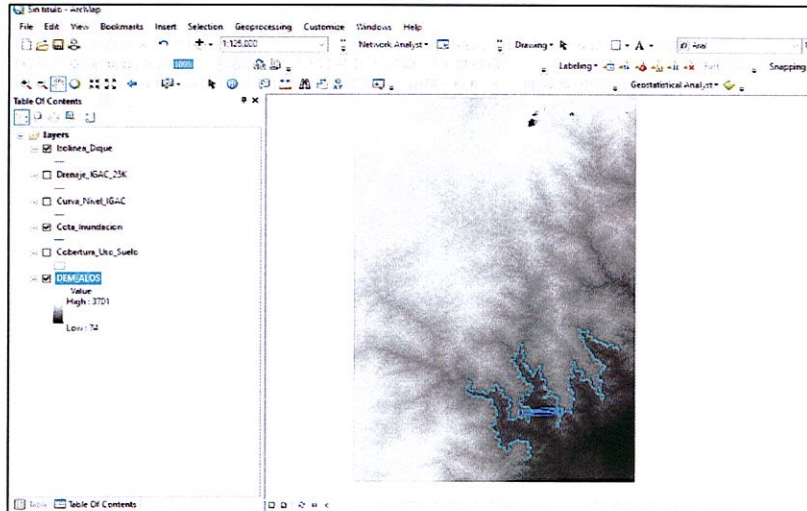 Sin titulo - ArcMap
File Edit View Bookmarks Insert Selection Geoprocessing Customize Windows Help
1:125,000
Network Analyst
Drawing
A
Arial
100%
Labeling
Snapping
Geostatistical Analyst
Table Of Contents
Layers
Isolinea_Dique
Drenaje_IGAC_25K
Curva_Nivel_IGAC
Cota_Inundacion
Cobertura_Uso_Suelo
DEM_ALOS
Value
High : 3701
Low : 74
Table Of Contents